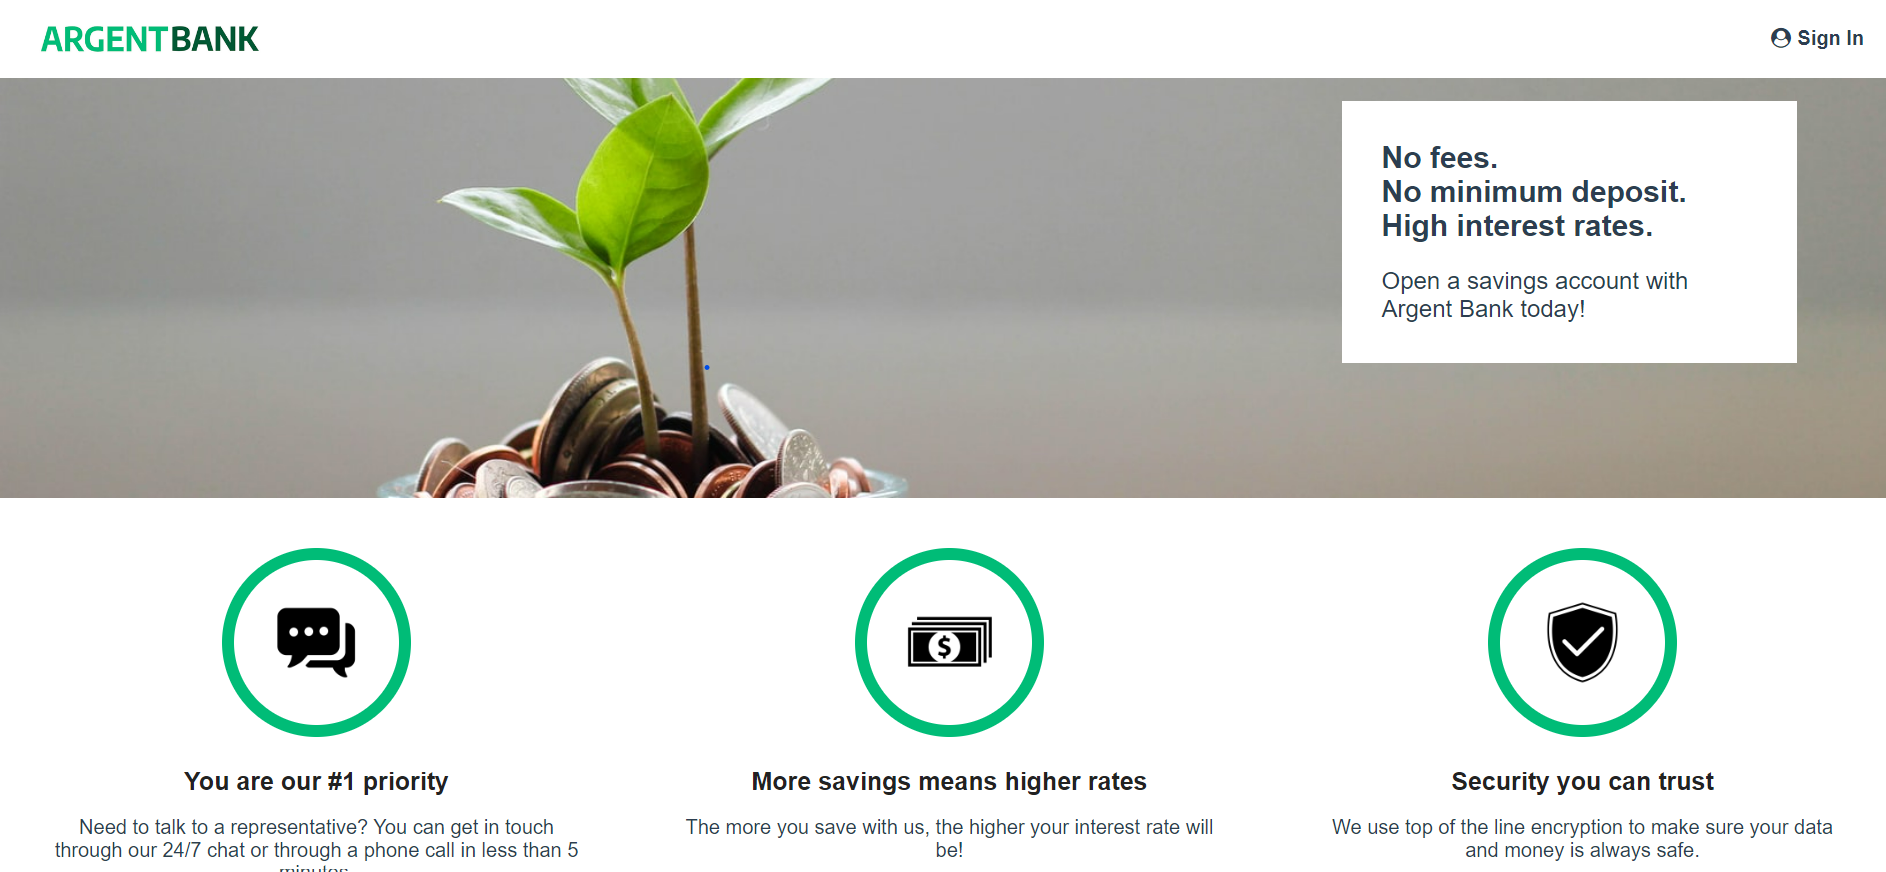 ARGENTBANK
Sign In
No fees.
No minimum deposit.
High interest rates.
Open a savings account with
Argent Bank today!
$
You are our #1 priority
Need to talk to a representative? You can get in touch
through our 24/7 chat or through a phone call in less than 5
minutes.
More savings means higher rates
The more you save with us, the higher your interest rate will
be!
Security you can trust
We use top of the line encryption to make sure your data
and money is always safe.